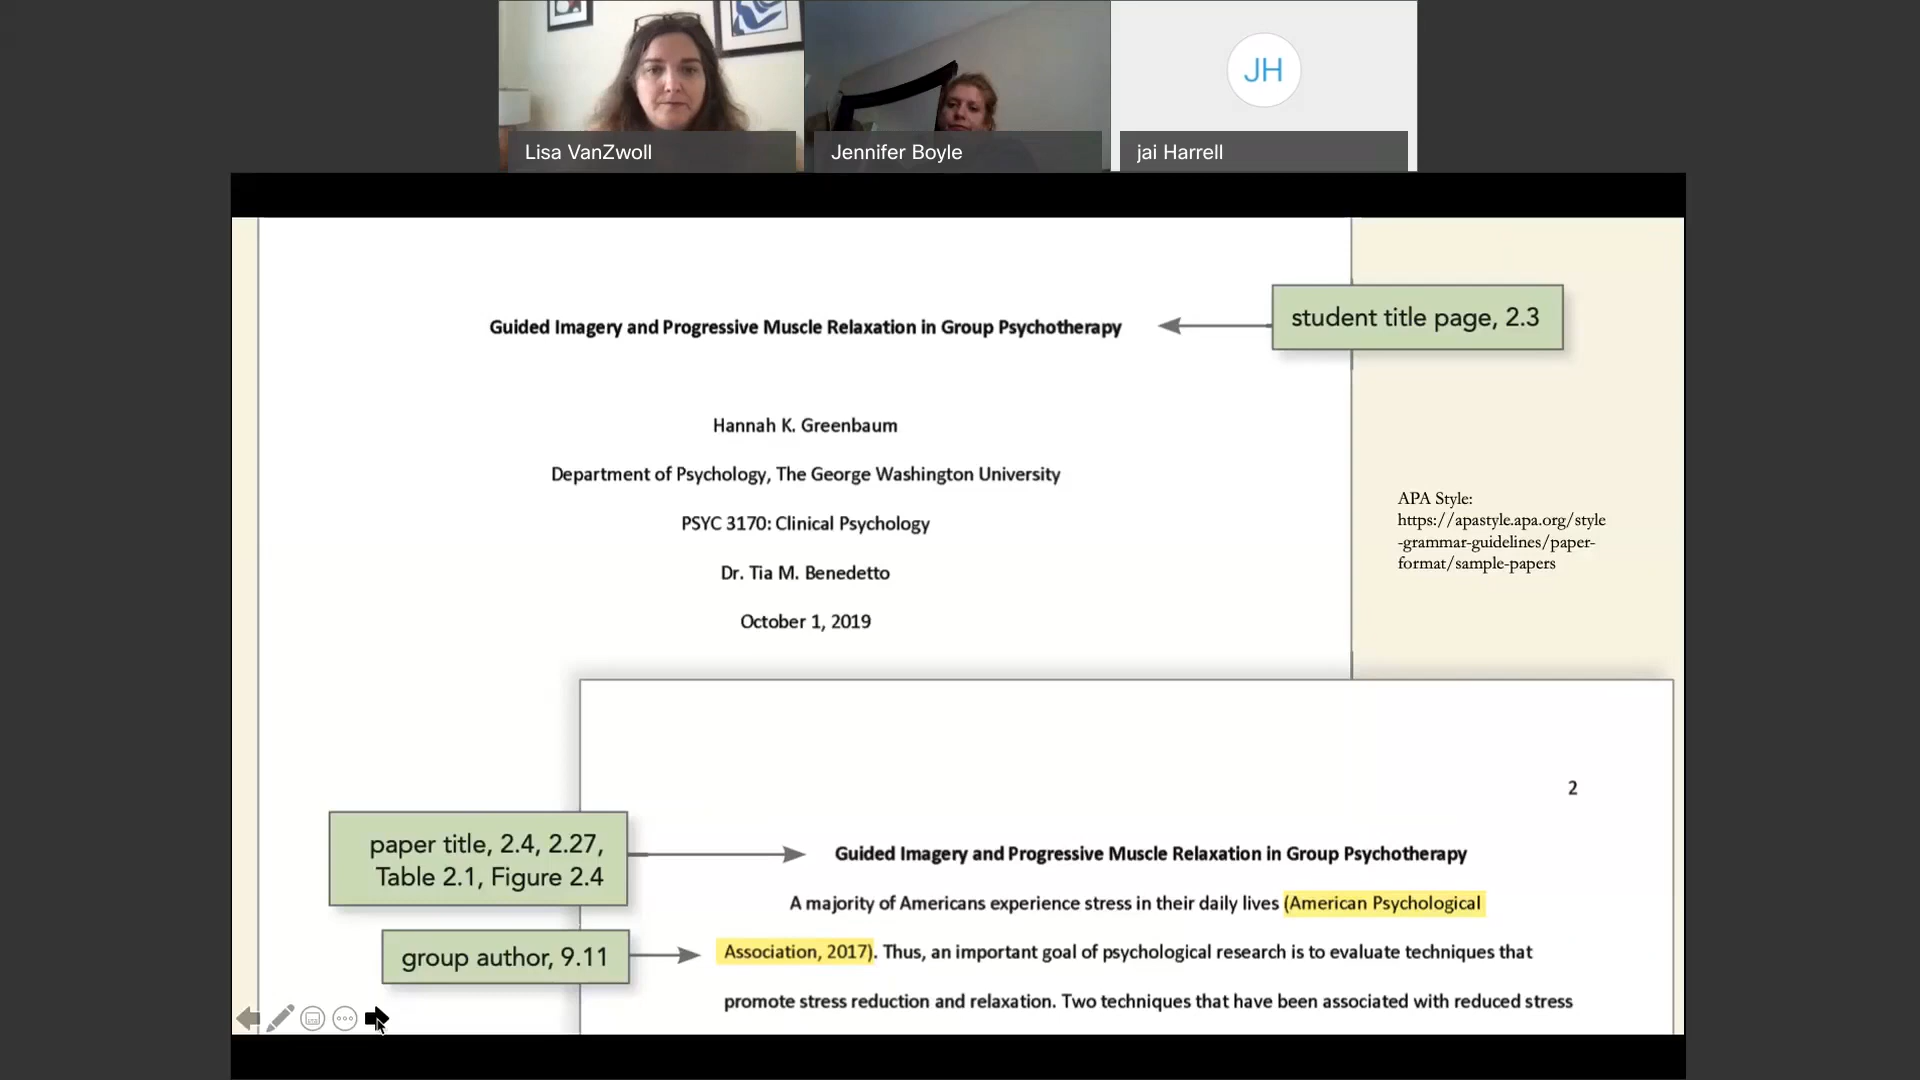 JH
Lisa VanZwoll
Jennifer Boyle
jai Harrell
Guided Imagery and Progressive Muscle Relaxation in Group Psychotherapy
student title page, 2.3
Hannah K. Greenbaum
Department of Psychology, The George Washington University
PSYC 3170: Clinical Psychology
Dr. Tia M. Benedetto
October 1, 2019
APA Style:
https://apastyle.apa.org/style
-grammar-guidelines/paper-
format/sample-papers
2
paper title, 2.4, 2.27,
Table 2.1, Figure 2.4
Guided Imagery and Progressive Muscle Relaxation in Group Psychotherapy
A majority of Americans experience stress in their daily lives (American Psychological
group author, 9.11
Association, 2017). Thus, an important goal of psychological research is to evaluate techniques that
promote stress reduction and relaxation. Two techniques that have been associated with reduced stress